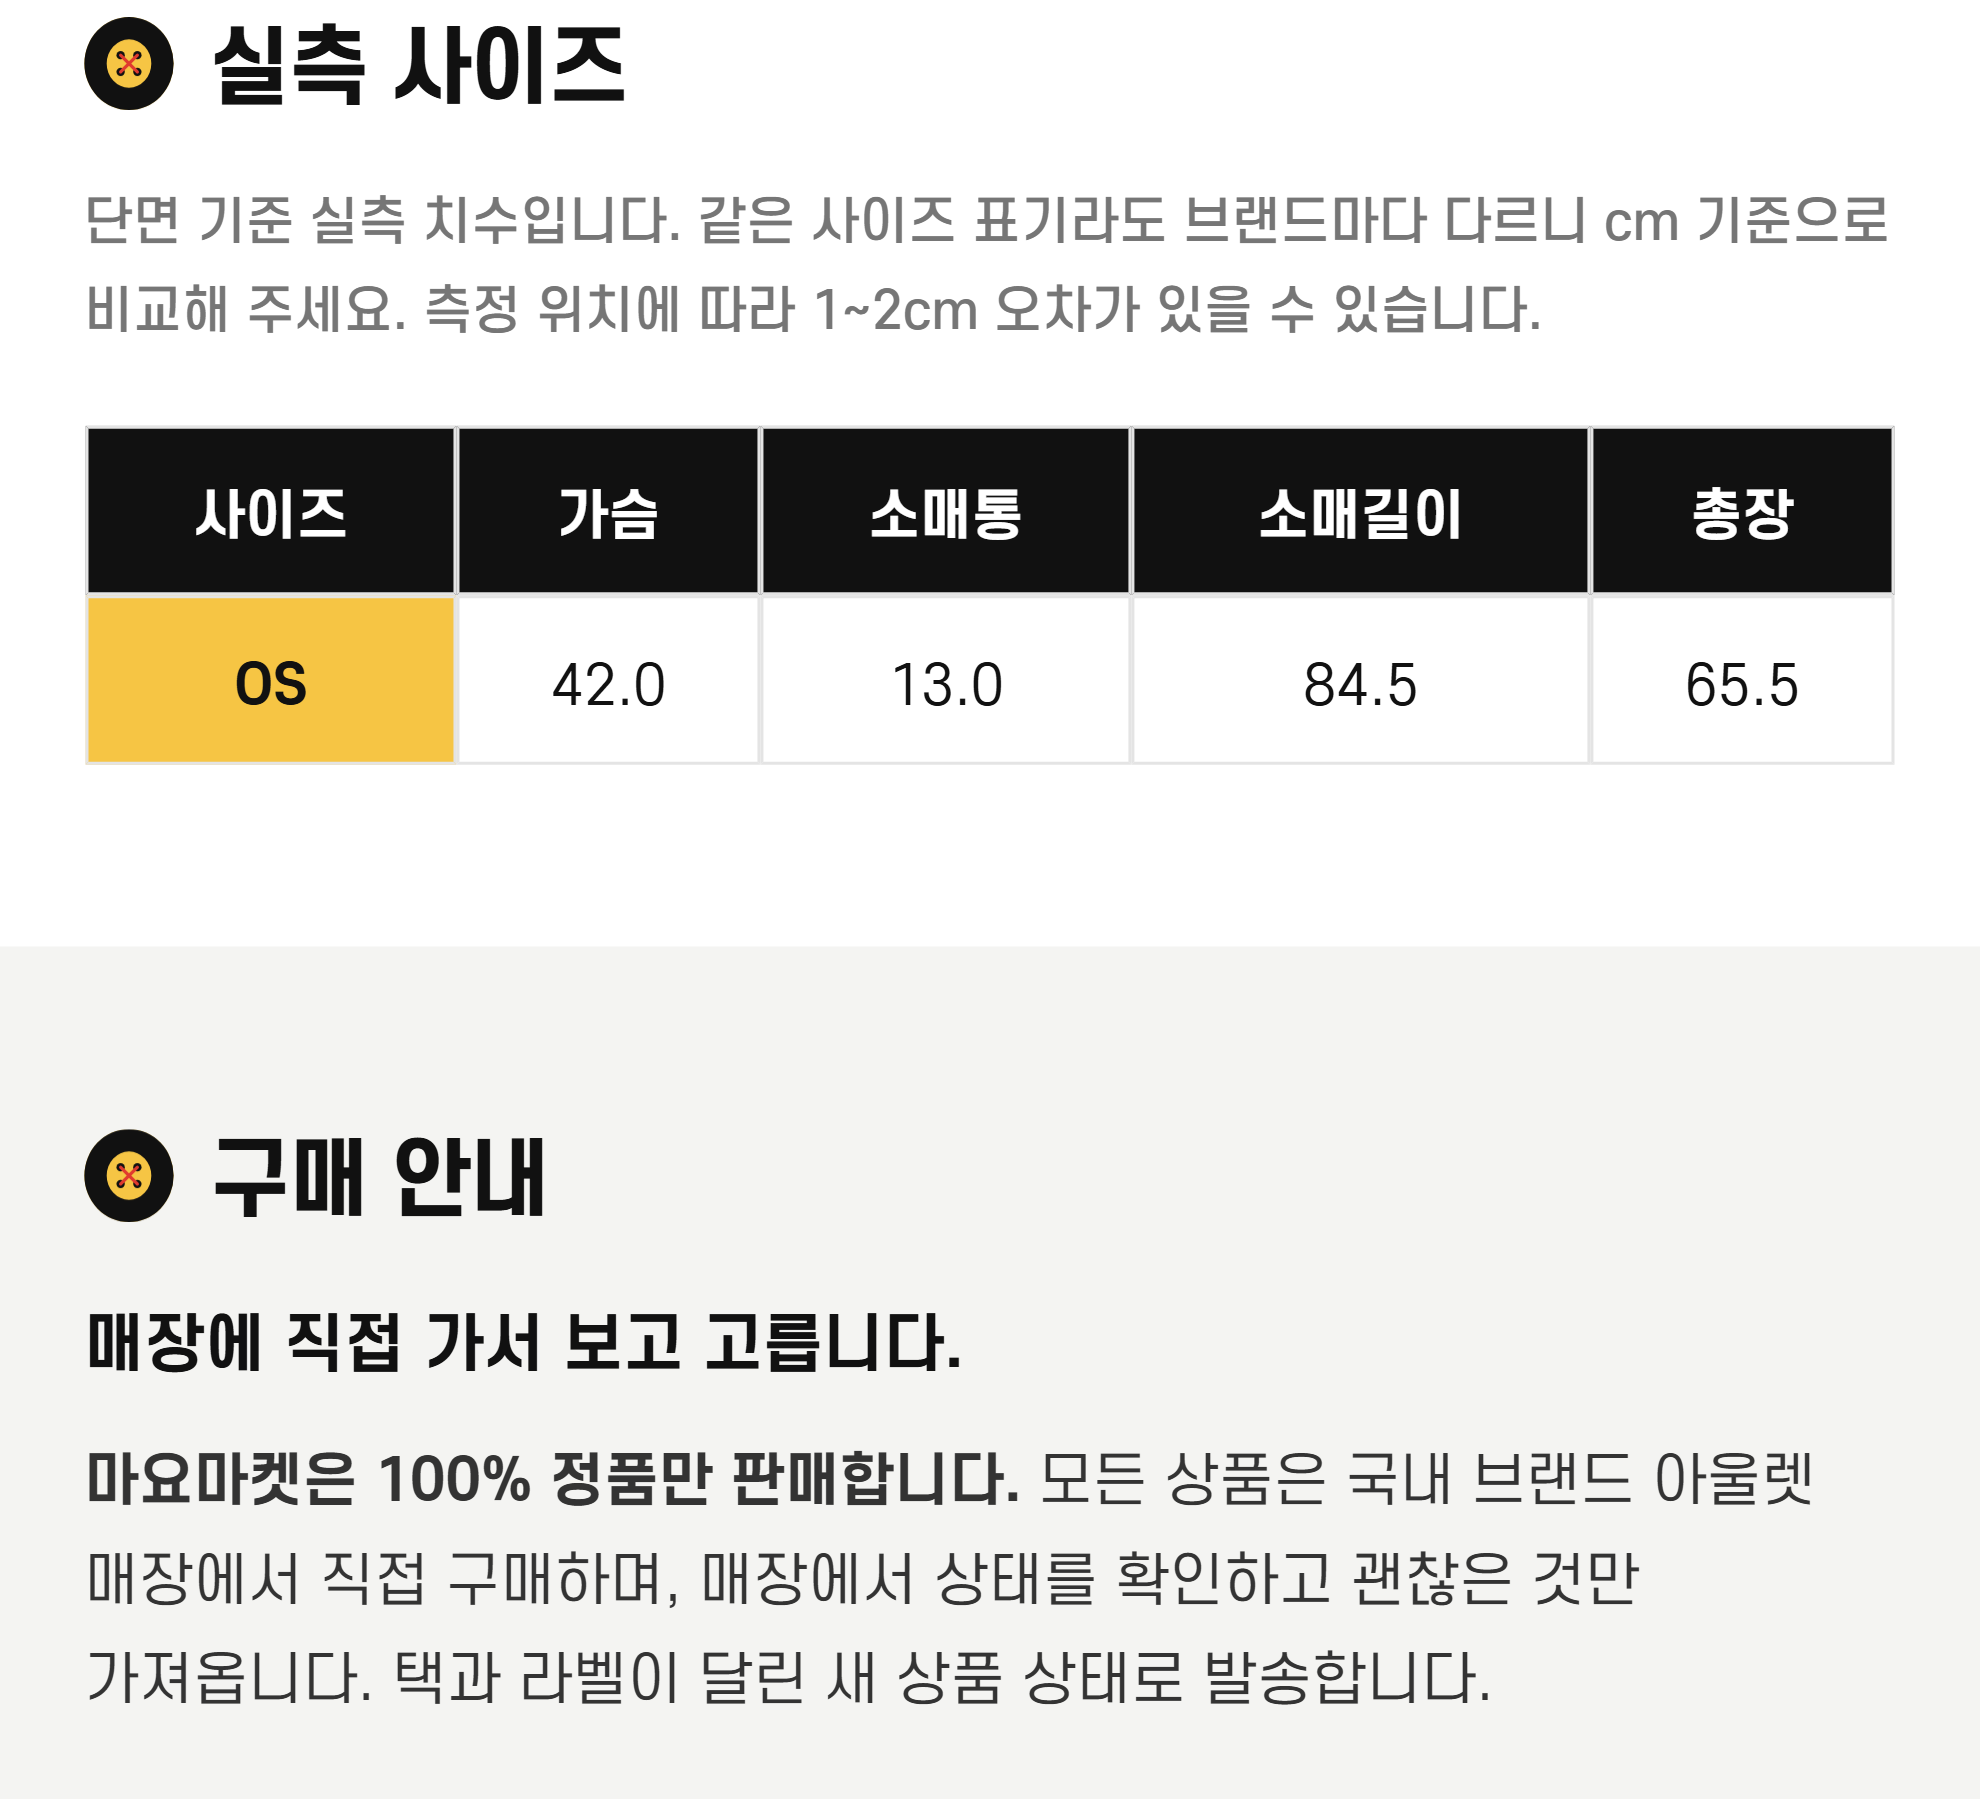 실측 사이즈
단면 기준 실측 치수입니다. 같은 사이즈 표기라도 브랜드마다 다르니 cm 기준으로
비교해 주세요. 측정 위치에 따라 1~2cm 오차가 있을 수 있습니다.
사이즈 가슴 소매통 소매길이 총장
OS 42.0 13.0 84.5 65.5
구매 안내
매장에 직접 가서 보고 고릅니다.
마요마켓은 100% 정품만 판매합니다. 모든 상품은 국내 브랜드 아울렛
매장에서 직접 구매하며, 매장에서 상태를 확인하고 괜찮은 것만
가져옵니다. 택과 라벨이 달린 새 상품 상태로 발송합니다.